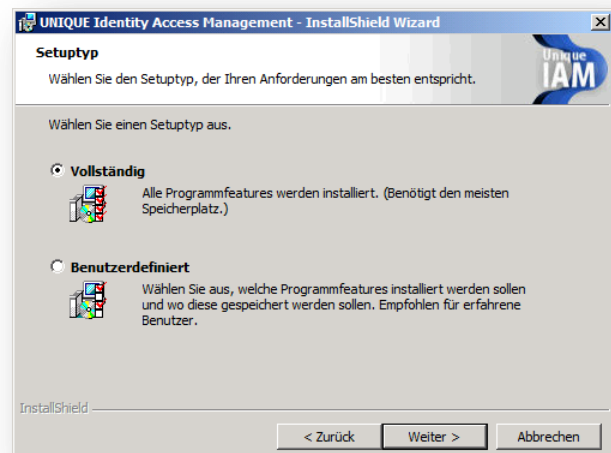 UNIQUE Identity Access Management - InstallShield Wizard
Setuptyp
Wählen Sie den Setuptyp, der Ihren Anforderungen am besten entspricht.
Unique
IAM
Wählen Sie einen Setuptyp aus.
Vollständig
Alle Programmfeatures werden installiert. (Benötigt den meisten
Speicherplatz.)
Benutzerdefiniert
Wählen Sie aus, welche Programmfeatures installiert werden sollen
und wo diese gespeichert werden sollen. Empfohlen für erfahrene
Benutzer.
InstallShield
< Zurück Weiter > Abbrechen